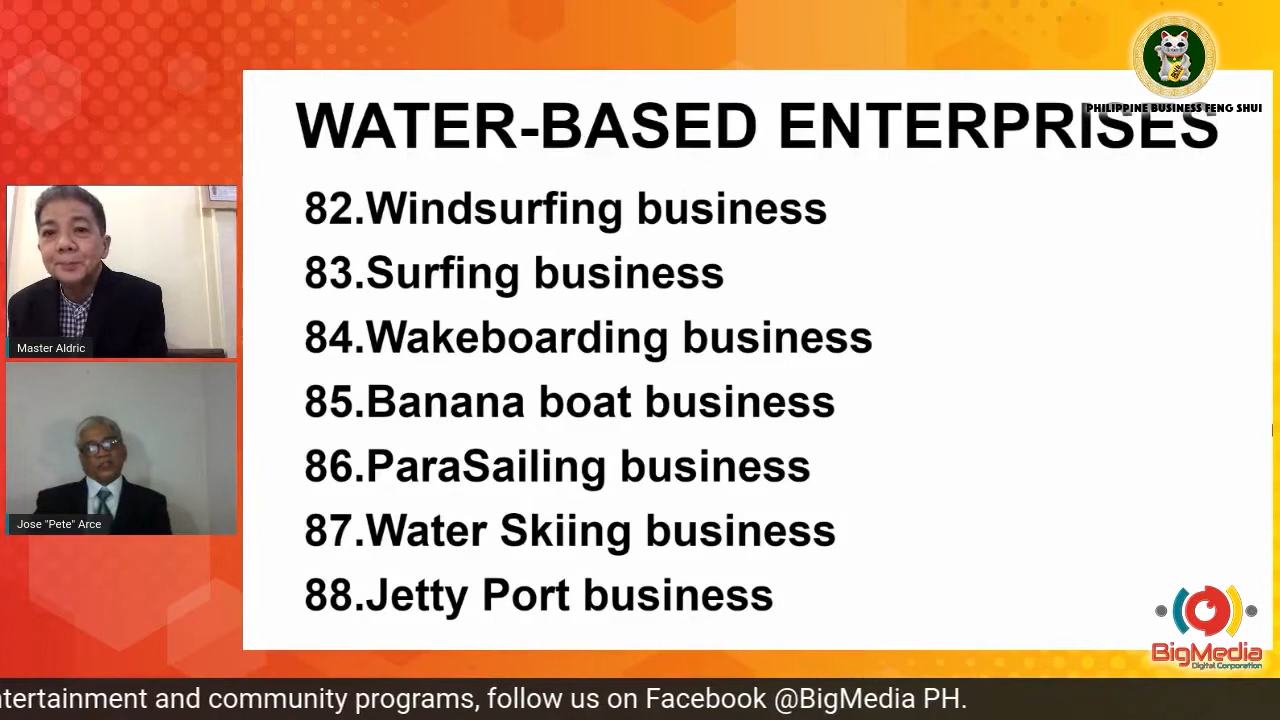 PHILIPPINE BUSINESS FENG SHUI
WATER-BASED ENTERPRISES
82.Windsurfing business
83.Surfing business
84.Wakeboarding business
85.Banana boat business
86.ParaSailing business
87.Water Skiing business
88.Jetty Port business
Master Aldric
Jose "Pete" Arce
BigMedia
Digital Corporation
ntertainment and community programs, follow us on Facebook @BigMedia PH.